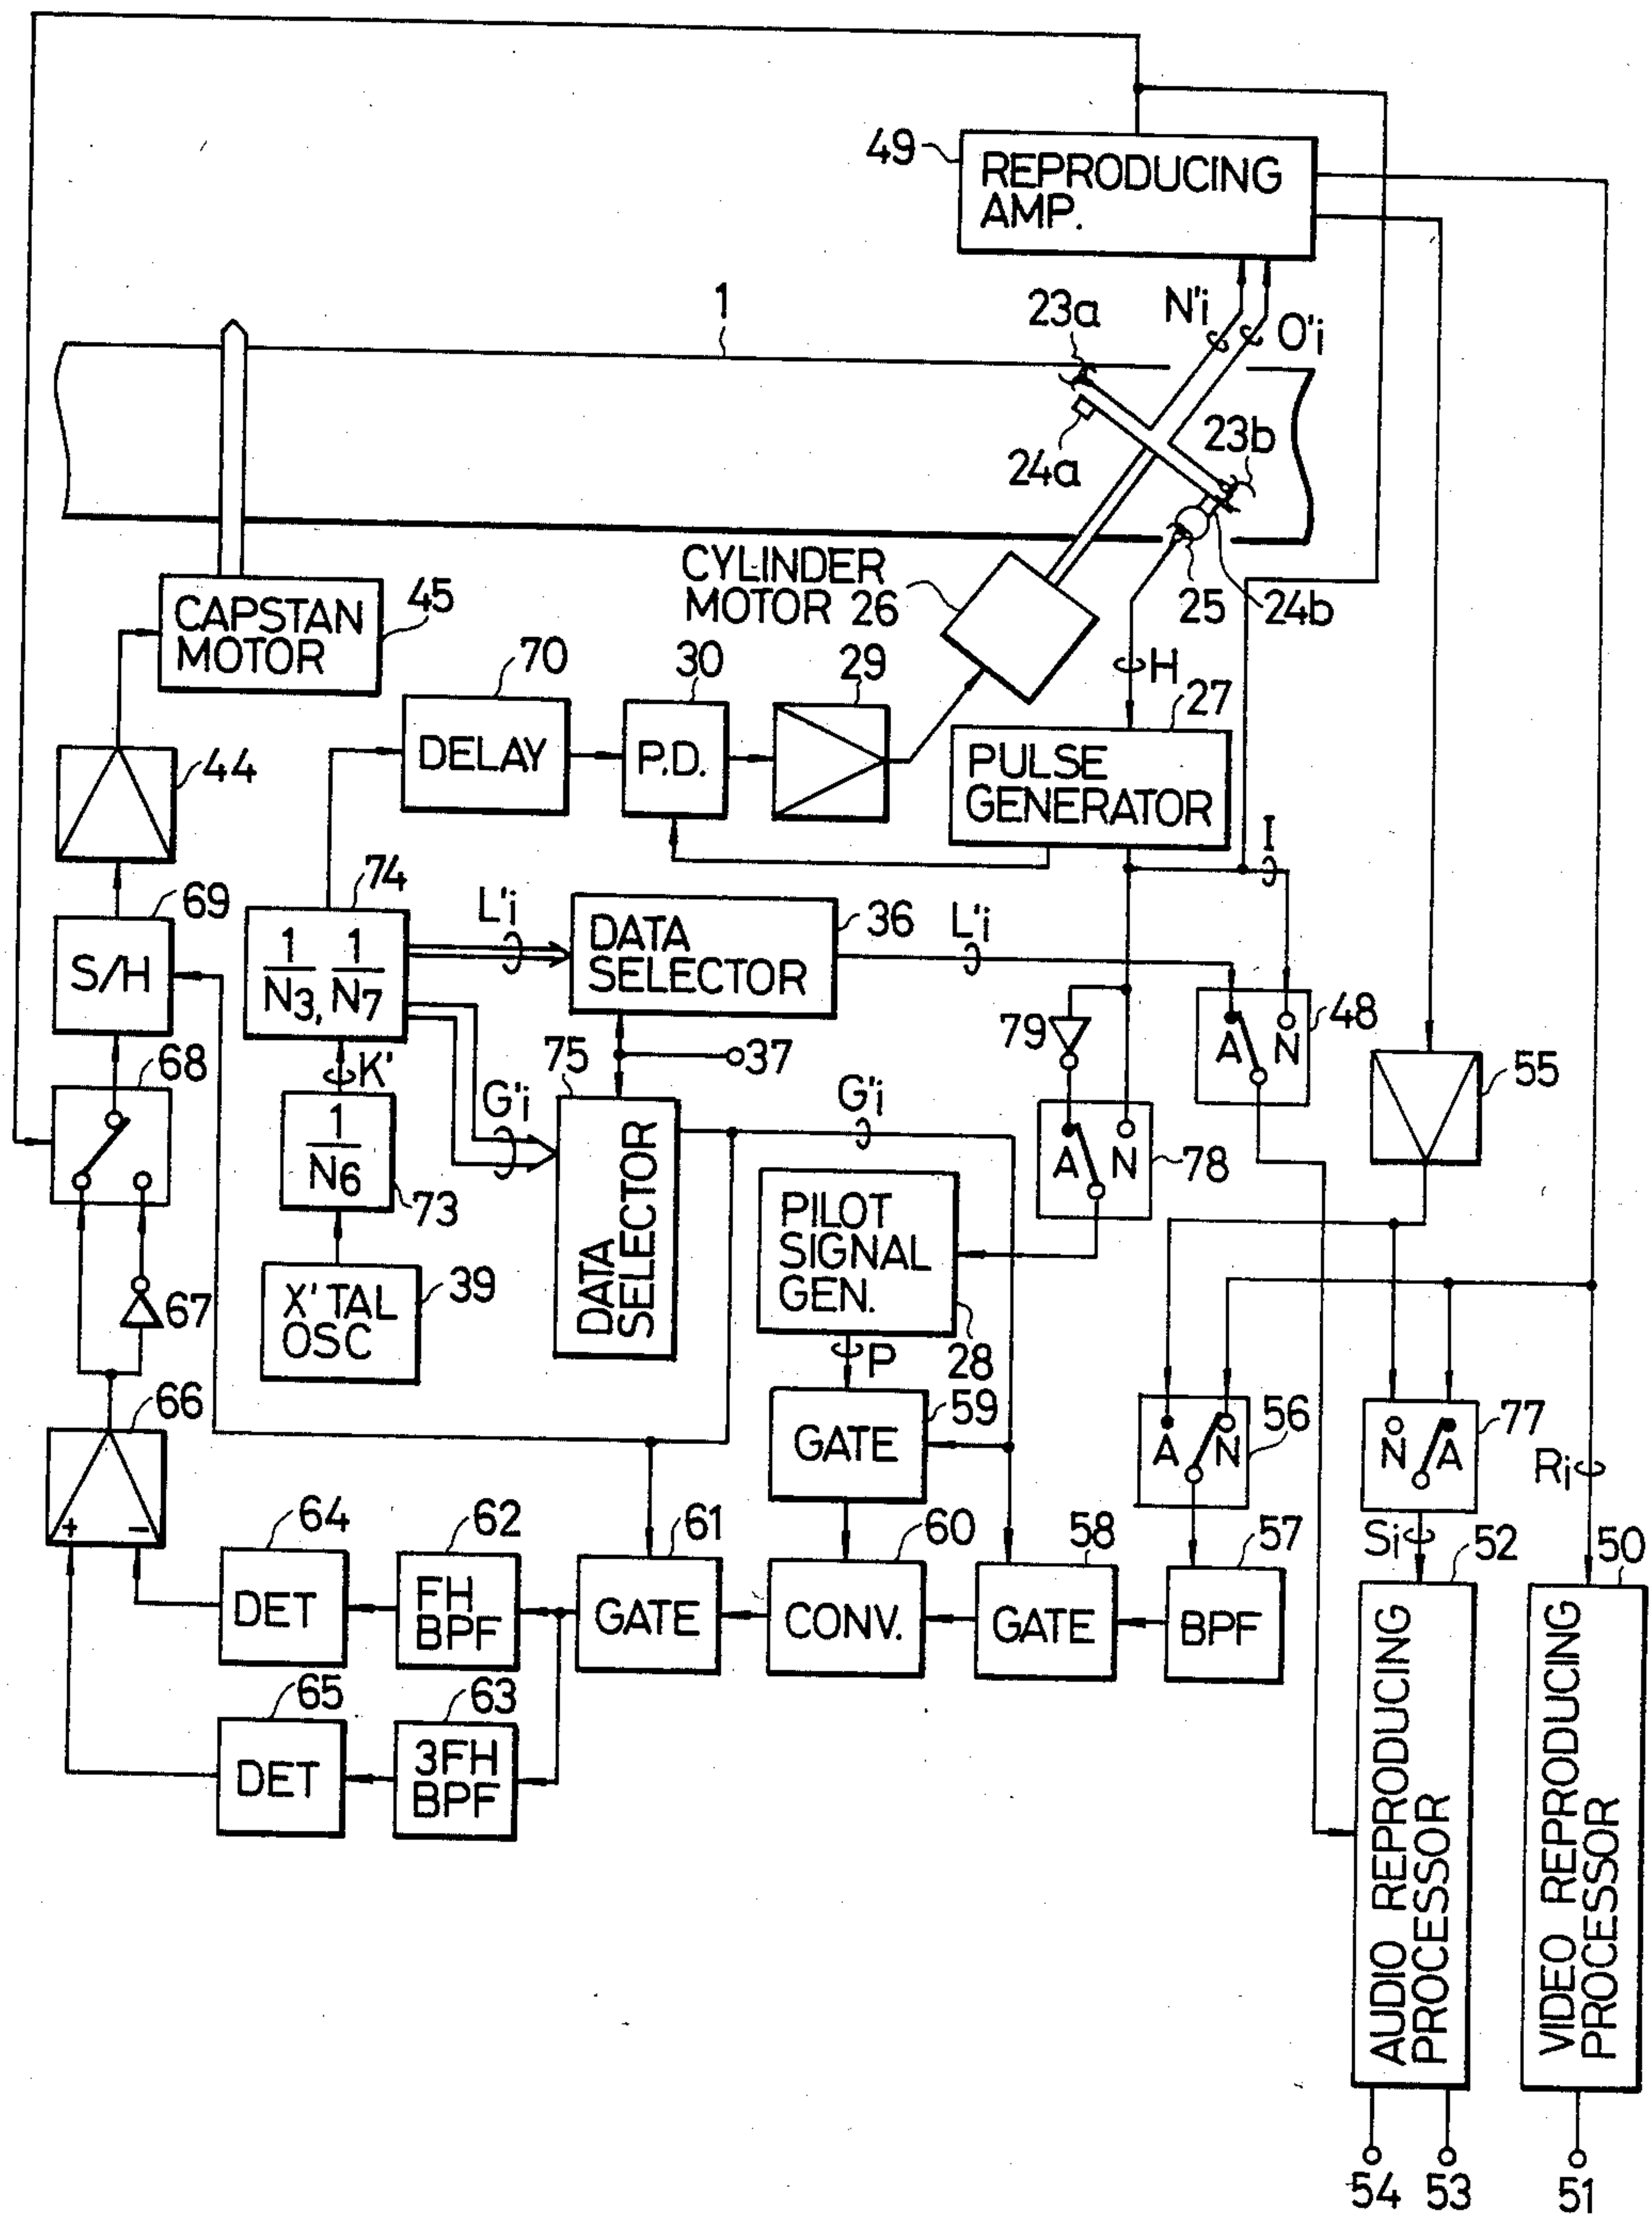 49
REPRODUCING
AMP.
N'i
O'i
1
23a
23b
24a
25
24b
CYLINDER
MOTOR 26
CAPSTAN
MOTOR
45
H
70
30
29
27
DELAY
P.D.
PULSE
GENERATOR
44
I
74
L'i
36
L'i
69
S/H
1
N3,
1
N7
DATA
SELECTOR
48
A
N
79
37
75
K'
G'i
G'i
68
1
N6
73
55
A
N
78
DATA
SELECTOR
PILOT
SIGNAL
GEN.
28
X'TAL
OSC
39
67
P
66
+
-
59
GATE
A
N
56
N
A
77
Ri
Si
64
62
61
60
58
57
52
50
DET
FH
BPF
GATE
CONV.
GATE
BPF
65
63
DET
3FH
BPF
AUDIO REPRODUCING
PROCESSOR
VIDEO REPRODUCING
PROCESSOR
54
53
51